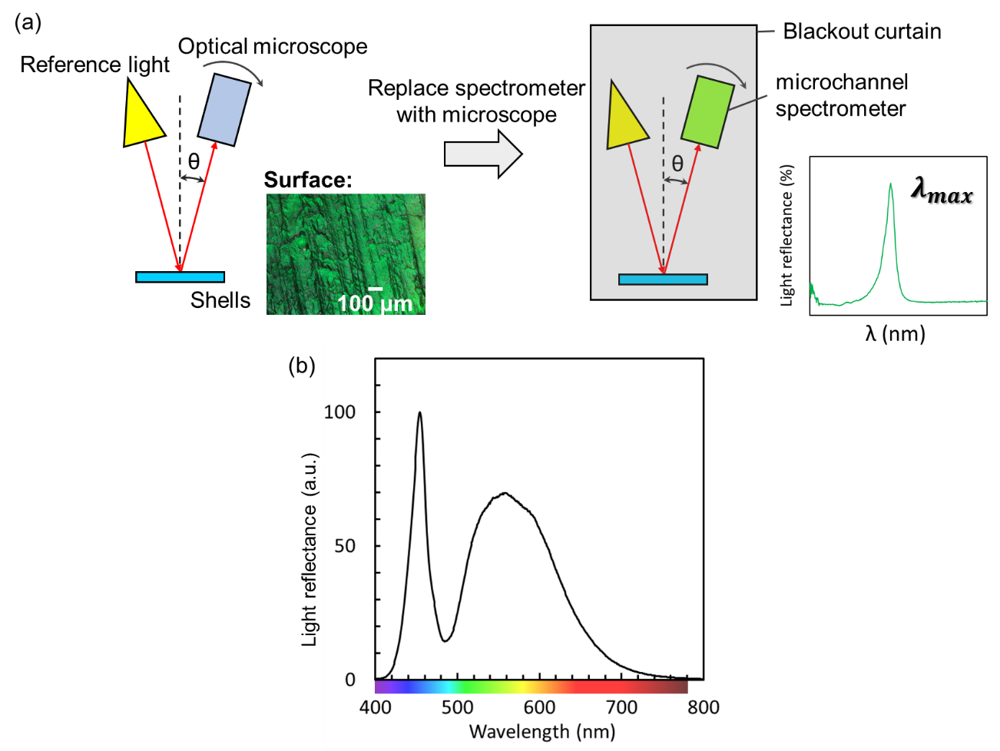 (a)
Reference light
Optical microscope
θ
Shells
Surface:
100 μm
Replace spectrometer
with microscope
Blackout curtain
microchannel
spectrometer
θ
Light reflectance (%)
λmax
λ (nm)
(b)
Light reflectance (a.u.)
100
50
0
400 500 600 700 800
Wavelength (nm)